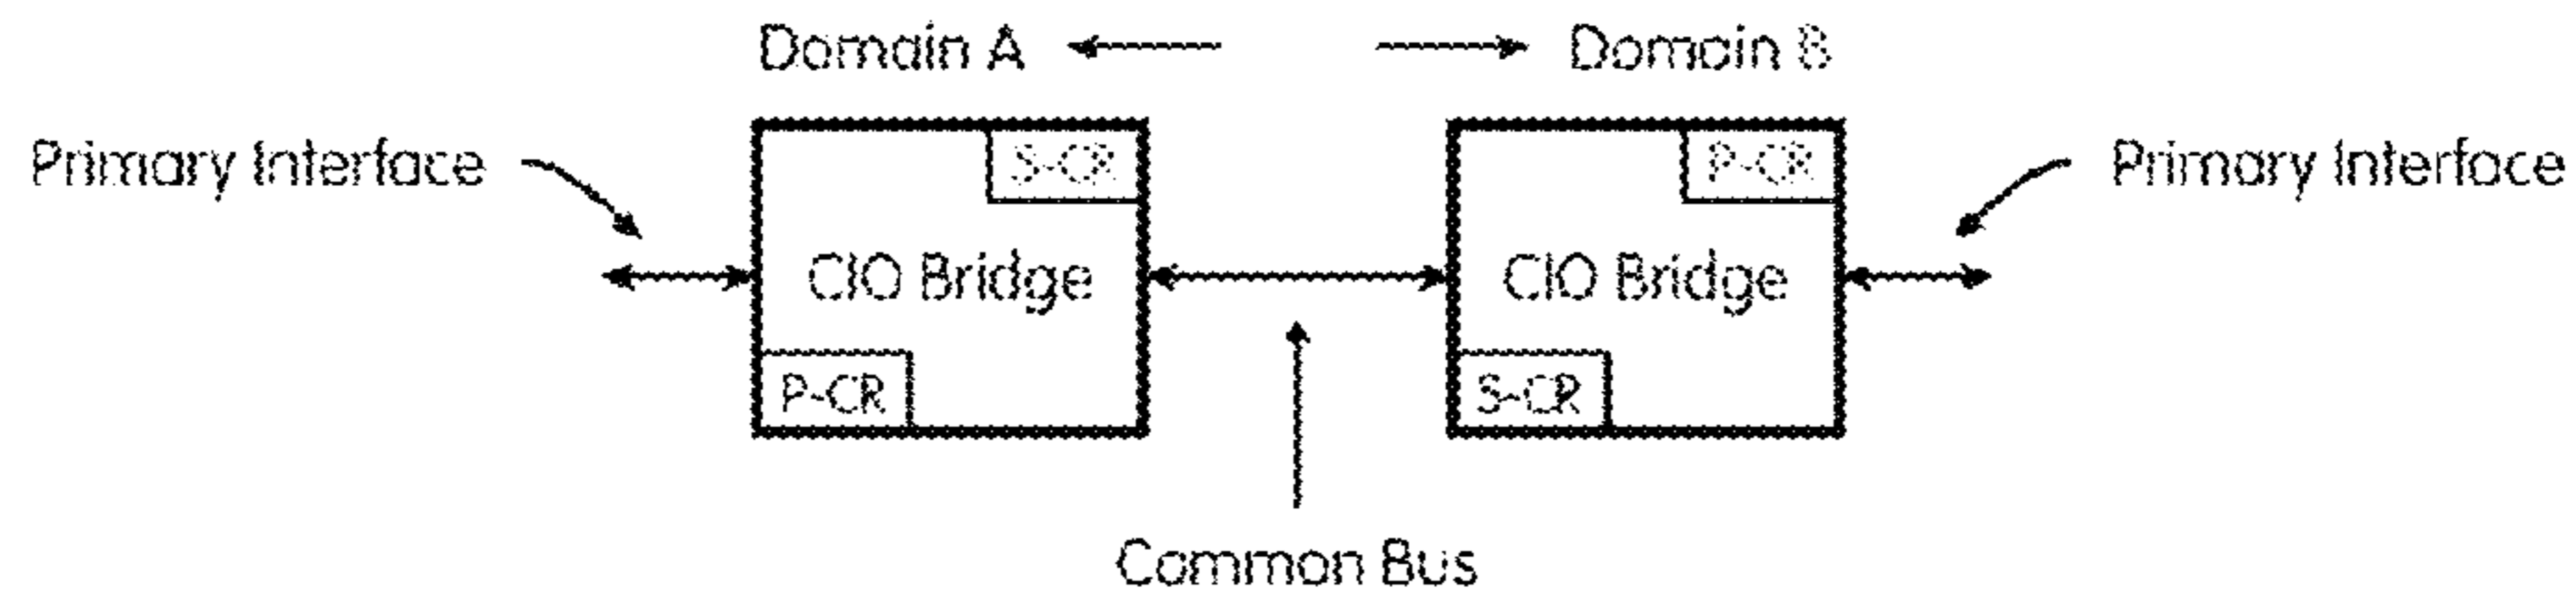 Domain A
Domain B
Primary Interface
S-CR
P-CR
Primary Interface
CIO Bridge
CIO Bridge
P-CR
S-CR
Common Bus